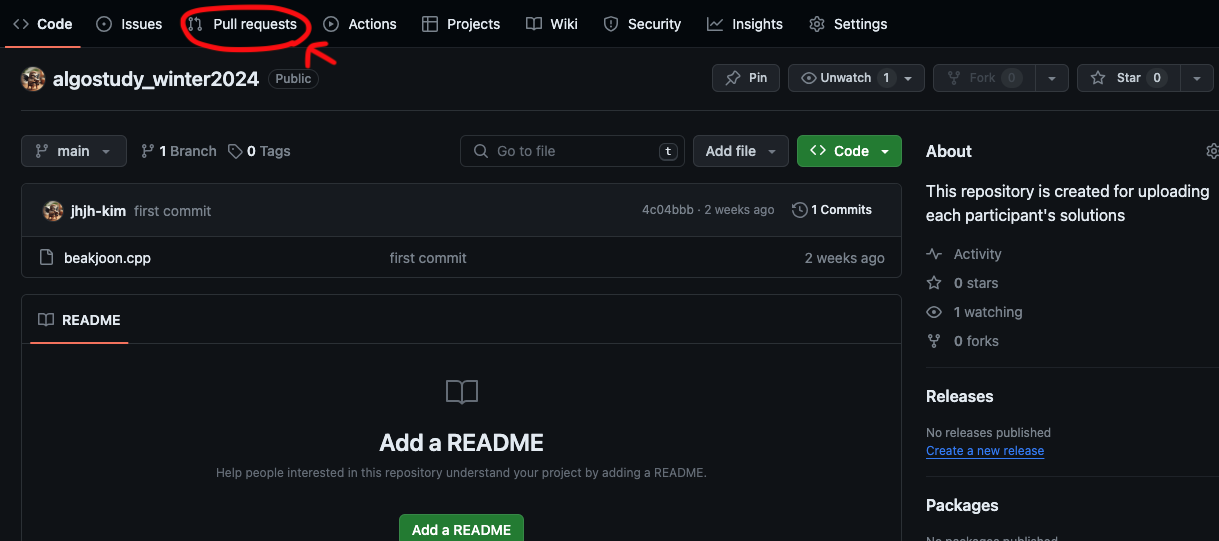 Code Issues Pull requests Actions Projects Wiki Security Insights Settings
algostudy_winter2024 Public Pin Unwatch 1 Fork 0 Star 0
main 1 Branch 0 Tags Go to file t Add file Code
jhjh-kim first commit 4c04bbb · 2 weeks ago 1 Commits
beakjoon.cpp first commit 2 weeks ago
README
Add a README
Help people interested in this repository understand your project by adding a README.
Add a README
About
This repository is created for uploading
each participant's solutions
Activity
0 stars
1 watching
0 forks
Releases
No releases published
Create a new release
Packages
No packages published